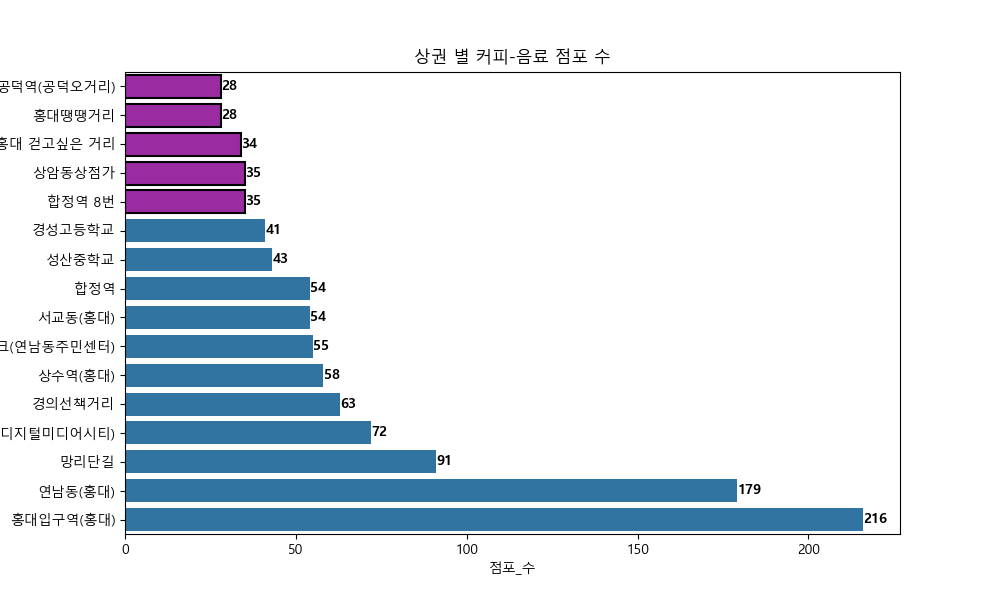 상권 별 커피-음료 점포 수
공덕역(공덕오거리) 28
홍대땡땡거리 28
홍대 걷고싶은 거리 34
상암동상점가 35
합정역 8번 35
경성고등학교 41
성산중학교 43
합정역 54
서교동(홍대) 54
크(연남동주민센터) 55
상수역(홍대) 58
경의선책거리 63
디지털미디어시티) 72
망리단길 91
연남동(홍대) 179
홍대입구역(홍대) 216
0 50 100 150 200
점포_수